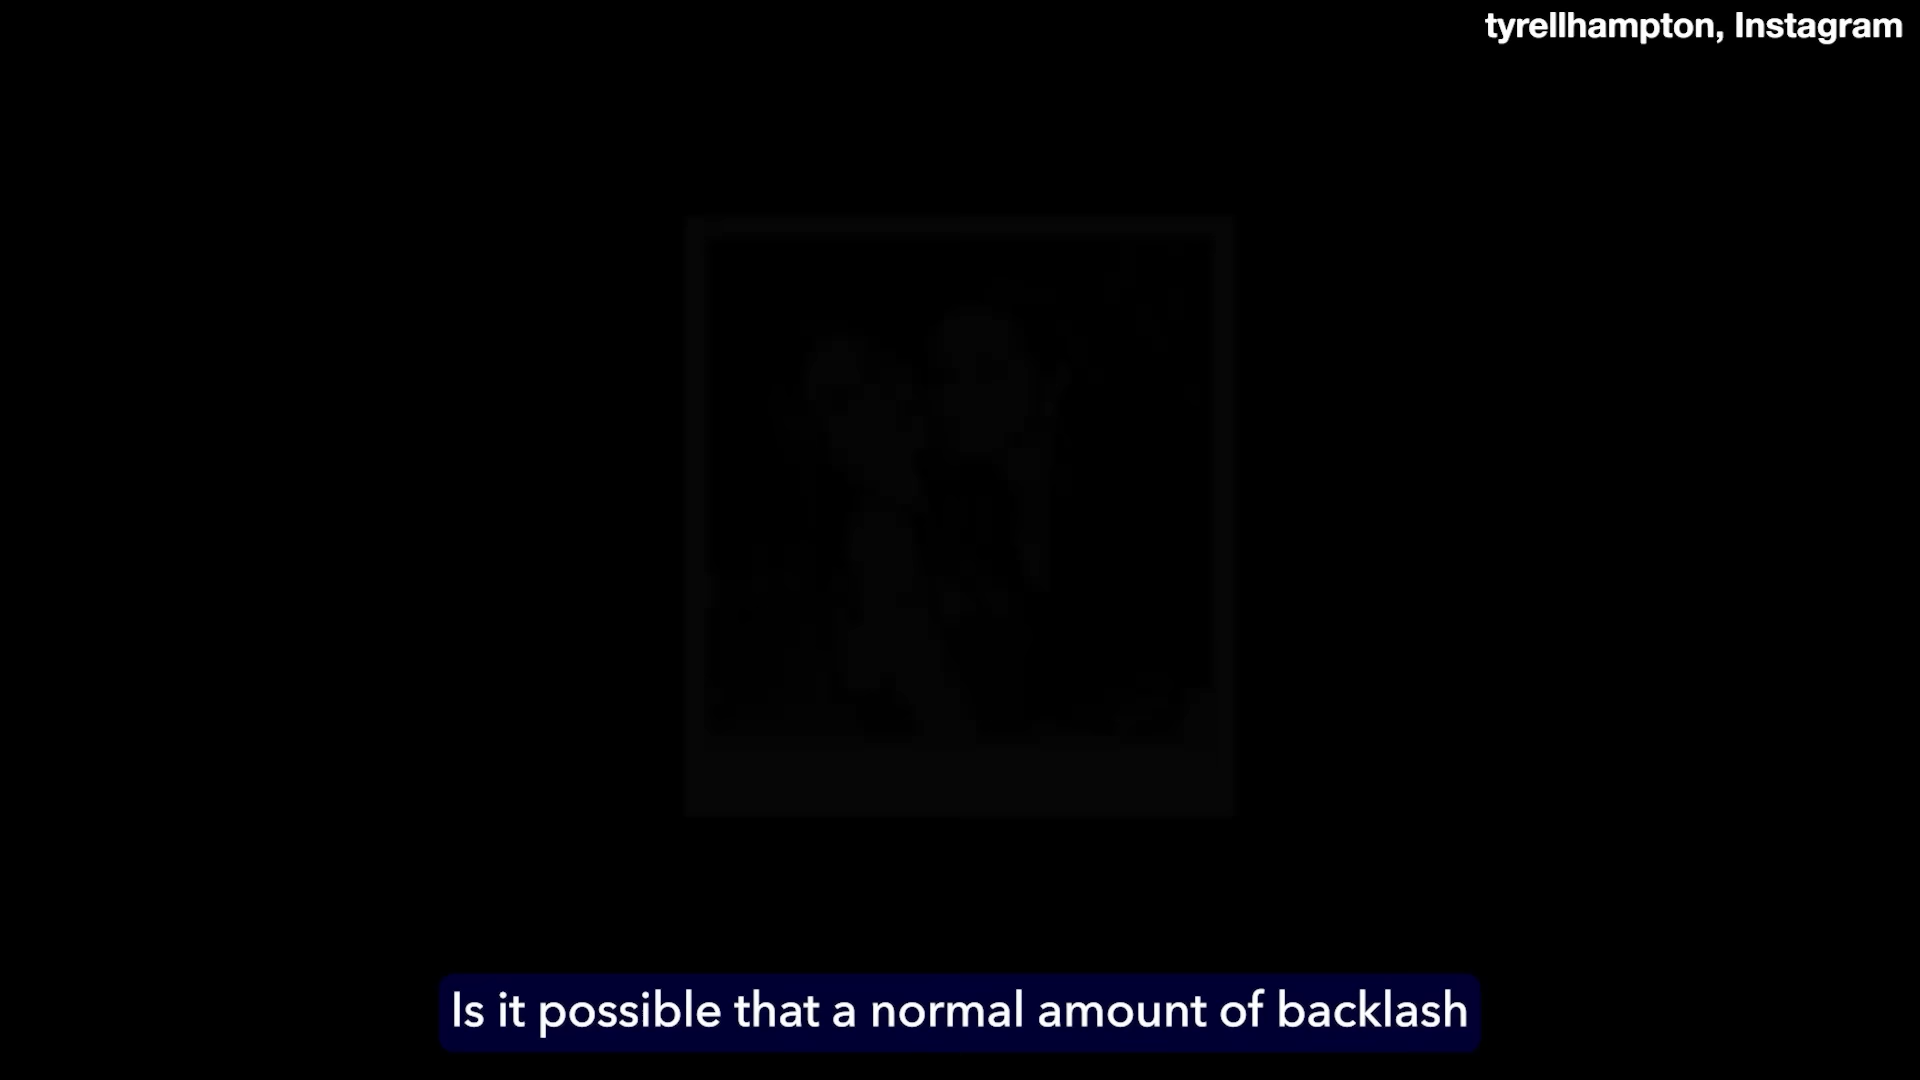 tyrellhampton, Instagram
Is it possible that a normal amount of backlash